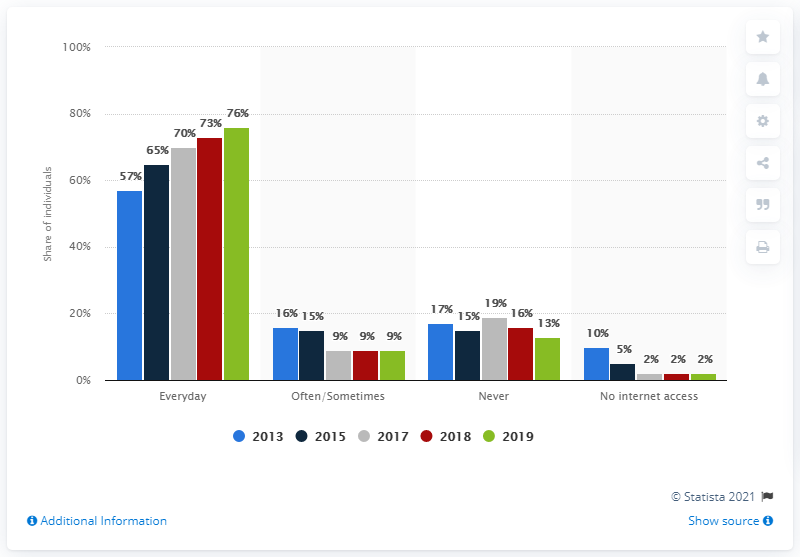 100%
80%
60%
40%
20%
0%
Share of individuals
57% 65% 70% 73% 76%
16% 15% 9% 9% 9%
17% 15% 19% 16% 13%
10% 5% 2% 2% 2%
Everyday Often/Sometimes Never No internet access
2013 2015 2017 2018 2019
© Statista 2021
Additional Information Show source